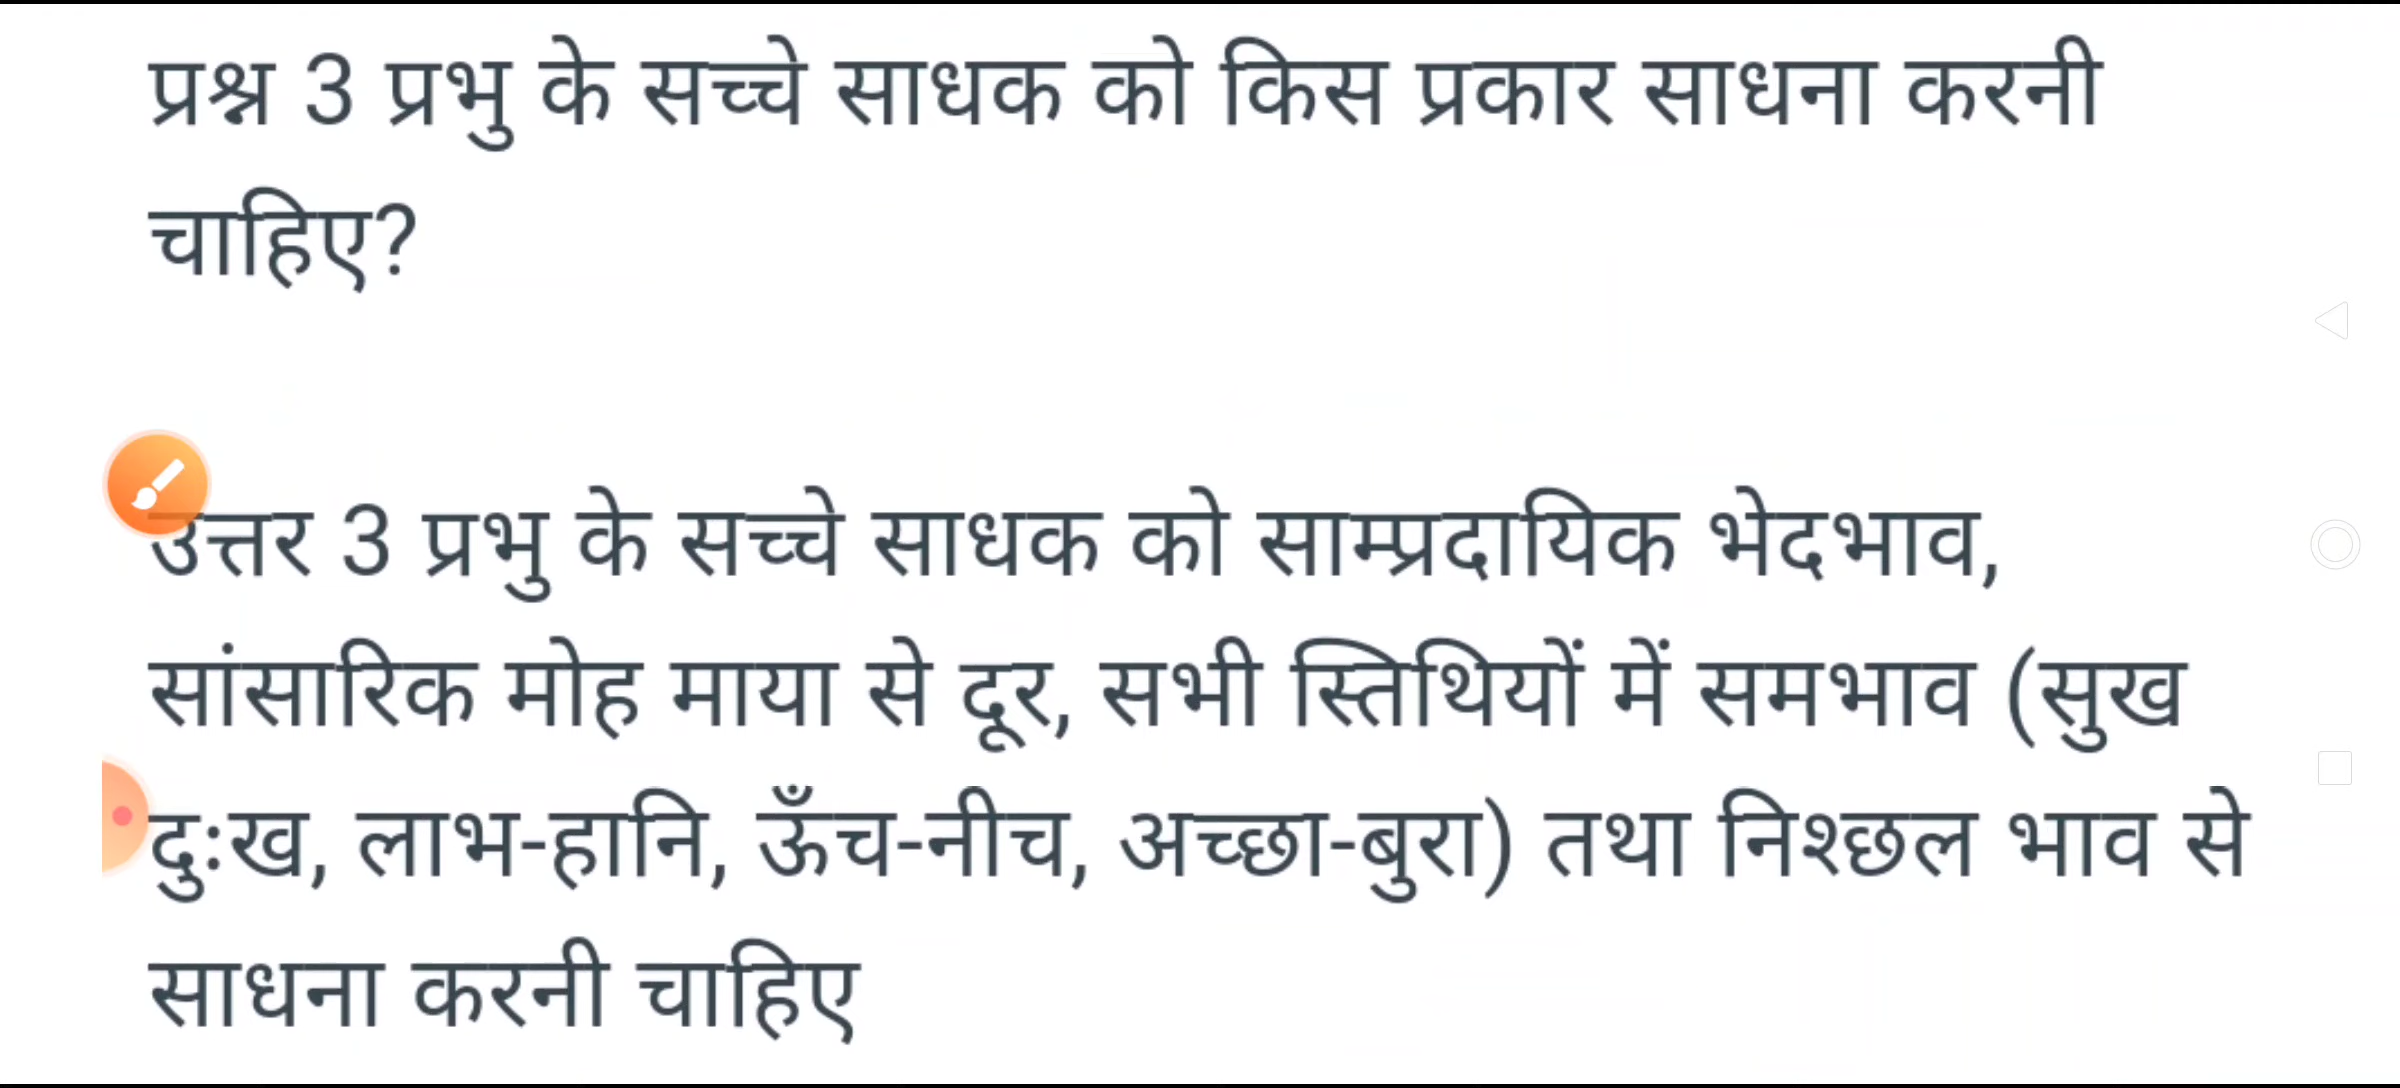 प्रश्न 3 प्रभु के सच्चे साधक को किस प्रकार साधना करनी
चाहिए?
उत्तर 3 प्रभु के सच्चे साधक को साम्प्रदायिक भेदभाव,
सांसारिक मोह माया से दूर, सभी स्तिथियों में समभाव (सुख
दुःख, लाभ-हानि, ऊँच-नीच, अच्छा-बुरा) तथा निश्छल भाव से
साधना करनी चाहिए